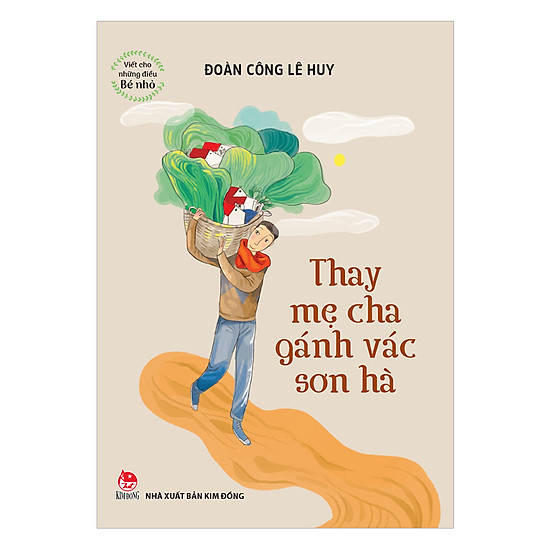 Viết cho
những điều
Bé nhỏ
ĐOÀN CÔNG LÊ HUY
Thay
mẹ cha
gánh vác
sơn hà
KIM ĐỒNG
NHÀ XUẤT BẢN KIM ĐỒNG